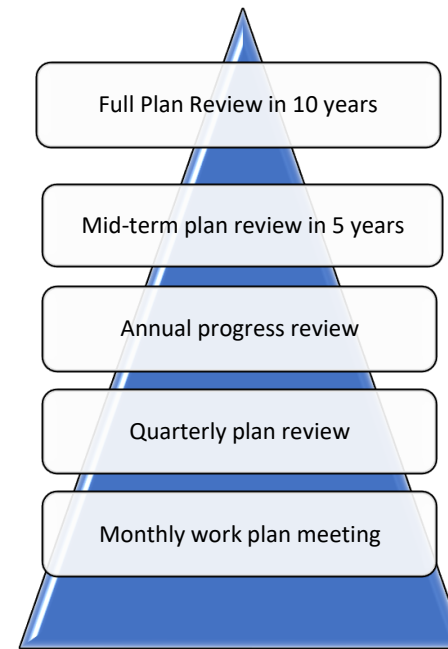 Full Plan Review in 10 years
Mid-term plan review in 5 years
Annual progress review
Quarterly plan review
Monthly work plan meeting